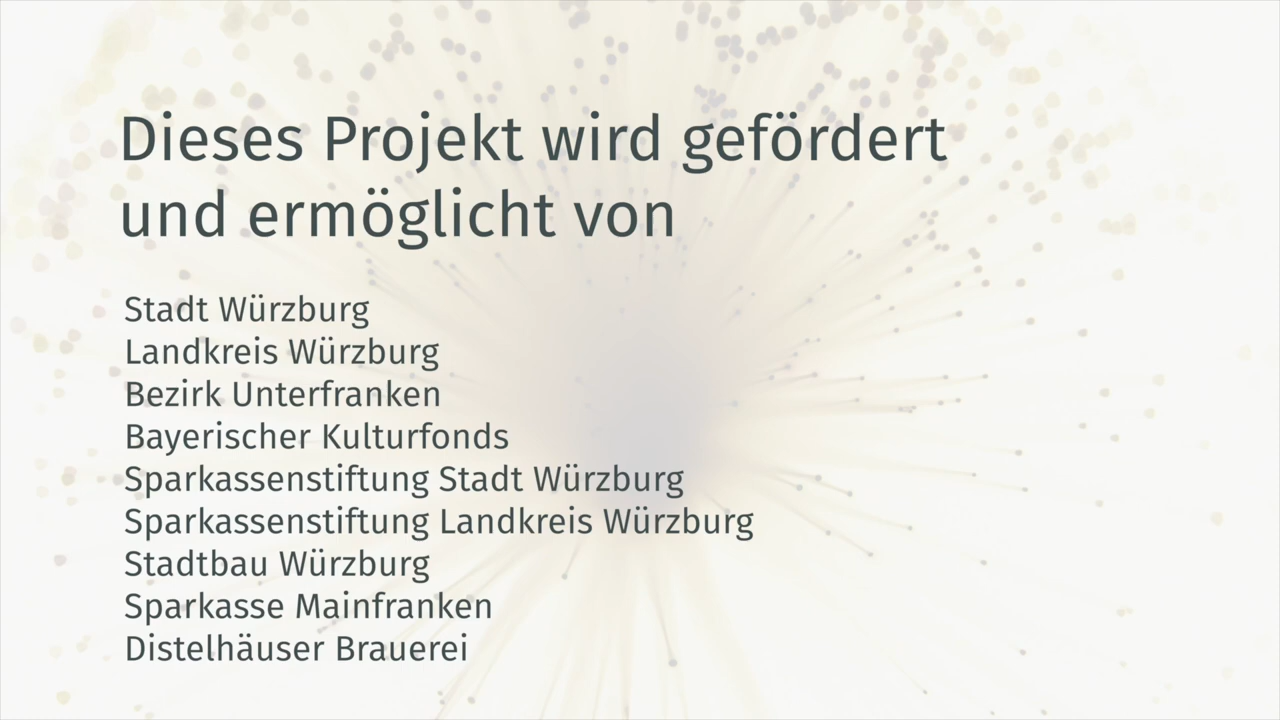 Dieses Projekt wird gefördert
und ermöglicht von
Stadt Würzburg
Landkreis Würzburg
Bezirk Unterfranken
Bayerischer Kulturfonds
Sparkassenstiftung Stadt Würzburg
Sparkassenstiftung Landkreis Würzburg
Stadtbau Würzburg
Sparkasse Mainfranken
Distelhäuser Brauerei